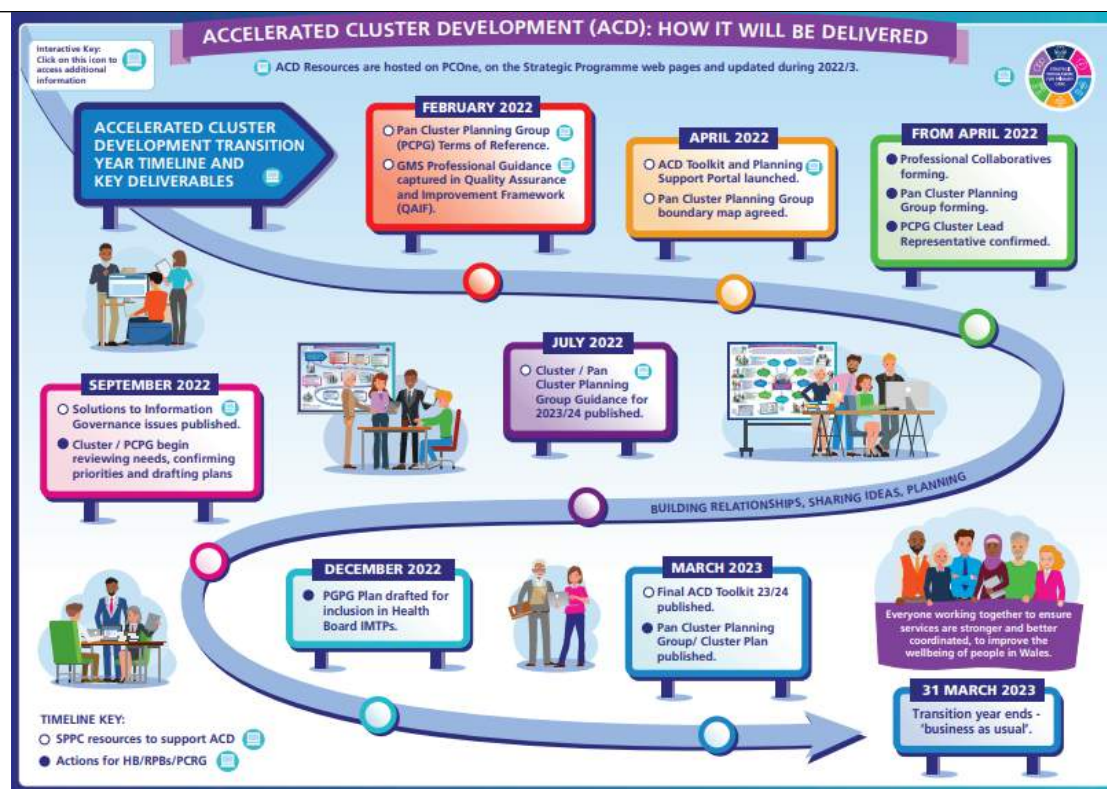 ACCELERATED CLUSTER DEVELOPMENT (ACD): HOW IT WILL BE DELIVERED
Interactive Key:
Click on this icon to
access additional
information
ACD Resources are hosted on PCOne, on the Strategic Programme web pages and updated during 2022/3.
ACCELERATED CLUSTER
DEVELOPMENT TRANSITION
YEAR TIMELINE AND
KEY DELIVERABLES
FEBRUARY 2022
Pan Cluster Planning Group
(PCPG) Terms of Reference.
GMS Professional Guidance
captured in Quality Assurance
and Improvement Framework
(QAIF).
APRIL 2022
ACD Toolkit and Planning
Support Portal launched.
Pan Cluster Planning Group
boundary map agreed.
FROM APRIL 2022
Professional Collaboratives
forming.
Pan Cluster Planning
Group forming.
PCPG Cluster Lead
Representative confirmed.
JULY 2022
Cluster / Pan
Cluster Planning
Group Guidance for
2023/24 published.
SEPTEMBER 2022
Solutions to Information
Governance issues published.
Cluster / PCPG begin
reviewing needs, confirming
priorities and drafting plans
BUILDING RELATIONSHIPS, SHARING IDEAS, PLANNING
DECEMBER 2022
PGPG Plan drafted for
inclusion in Health
Board IMTPs.
MARCH 2023
Final ACD Toolkit 23/24
published.
Pan Cluster Planning
Group/ Cluster Plan
published.
Everyone working together to ensure
services are stronger and better
coordinated, to improve the
wellbeing of people in Wales.
31 MARCH 2023
Transition year ends -
'business as usual'.
TIMELINE KEY:
SPPC resources to support ACD
Actions for HB/RPBs/PCRG